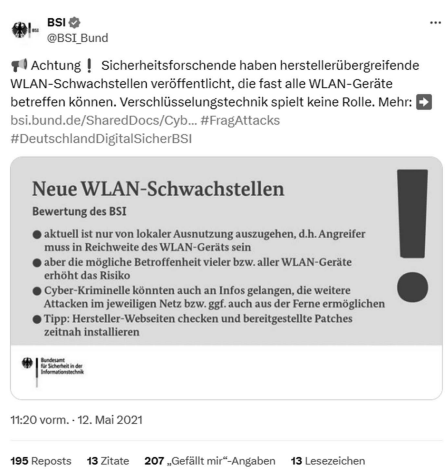 BSI
@BSI_Bund
Achtung ❗ Sicherheitsforschende haben herstellerübergreifende
WLAN-Schwachstellen veröffentlicht, die fast alle WLAN-Geräte
betreffen können. Verschlüsselungstechnik spielt keine Rolle. Mehr: ➡
bsi.bund.de/SharedDocs/Cyb... #FragAttacks
#DeutschlandDigitalSicherBSI
Neue WLAN-Schwachstellen
Bewertung des BSI
● aktuell ist nur von lokaler Ausnutzung auszugehen, d.h. Angreifer
muss in Reichweite des WLAN-Geräts sein
● aber die mögliche Betroffenheit vieler bzw. aller WLAN-Geräte
erhöht das Risiko
● Cyber-Kriminelle könnten auch an Infos gelangen, die weitere
Attacken im jeweiligen Netz bzw. ggf. auch aus der Ferne ermöglichen
● Tipp: Hersteller-Webseiten checken und bereitgestellte Patches
zeitnah installieren
!
Bundesamt
für Sicherheit in der
Informationstechnik
11:20 vorm. · 12. Mai 2021
195 Reposts 13 Zitate 207 „Gefällt mir“-Angaben 13 Lesezeichen